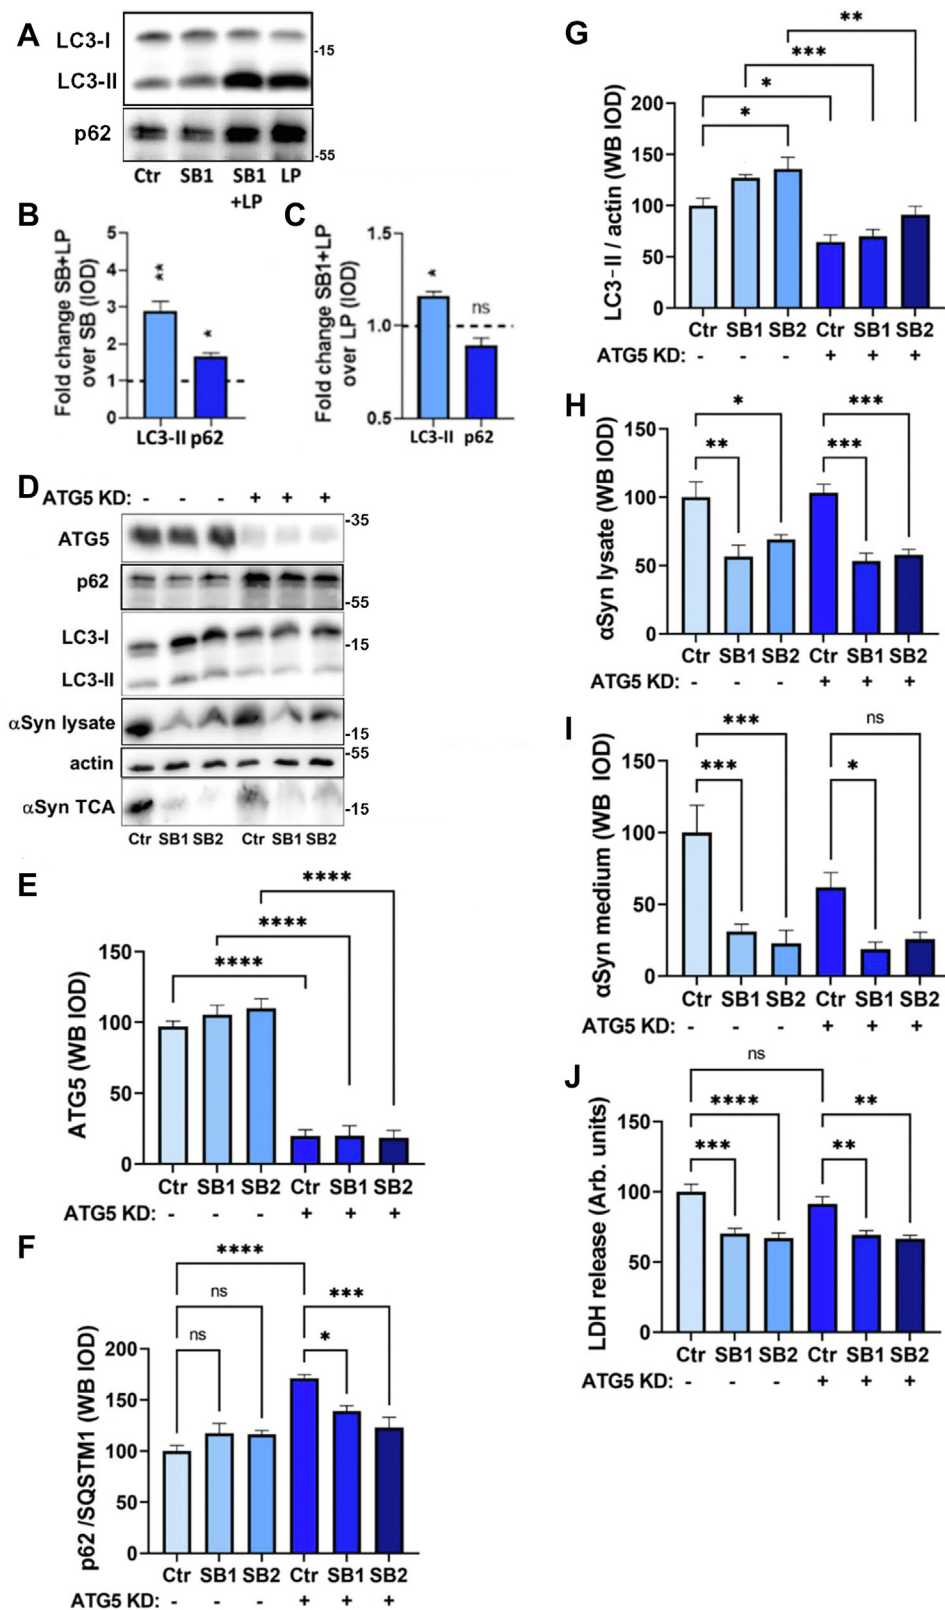 A
LC3-I
LC3-II
p62
-15
-55
Ctr SB1 SB1 LP
+LP
B
Fold change SB+LP
over SB (IOD)
5
4
3
2
1
0
**
*
LC3-II p62
C
Fold change SB1+LP
over LP (IOD)
1.5
1.0
0.5
*
ns
LC3-II p62
D
ATG5 KD: - - - + + +
ATG5
-35
p62
-55
LC3-I
-15
LC3-II
αSyn lysate
-15
actin
-55
αSyn TCA
-15
Ctr SB1 SB2 Ctr SB1 SB2
E
****
****
****
ATG5 (WB IOD)
150
100
50
0
Ctr SB1 SB2 Ctr SB1 SB2
ATG5 KD: - - - + + +
F
****
ns
***
ns
*
p62 /SQSTM1 (WB IOD)
200
150
100
50
0
Ctr SB1 SB2 Ctr SB1 SB2
ATG5 KD: - - - + + +
G
**
***
*
*
LC3-II / actin (WB IOD)
200
150
100
50
0
Ctr SB1 SB2 Ctr SB1 SB2
ATG5 KD: - - - + + +
H
*
***
**
***
αSyn lysate (WB IOD)
150
100
50
0
Ctr SB1 SB2 Ctr SB1 SB2
ATG5 KD: - - - + + +
I
***
ns
***
*
αSyn medium (WB IOD)
150
100
50
0
Ctr SB1 SB2 Ctr SB1 SB2
ATG5 KD: - - - + + +
J
ns
****
**
***
**
LDH release (Arb. units)
150
100
50
0
Ctr SB1 SB2 Ctr SB1 SB2
ATG5 KD: - - - + + +